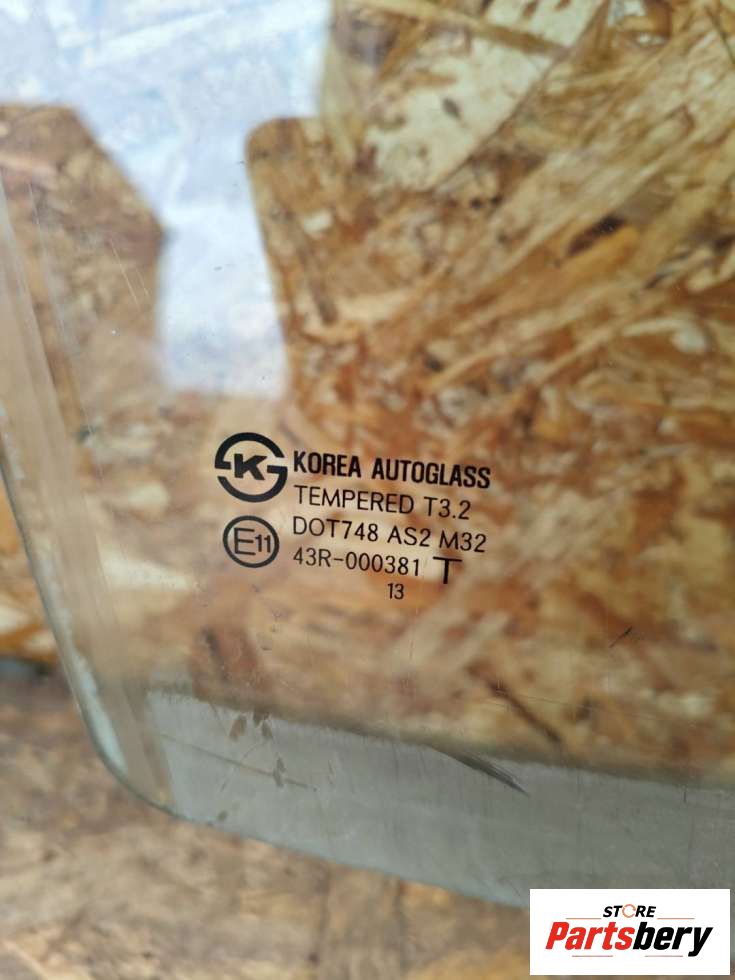 K
KOREA AUTOGLASS
TEMPERED T3.2
E11
DOT748 AS2 M32
43R-000381 T
13
STORE
Partsbery